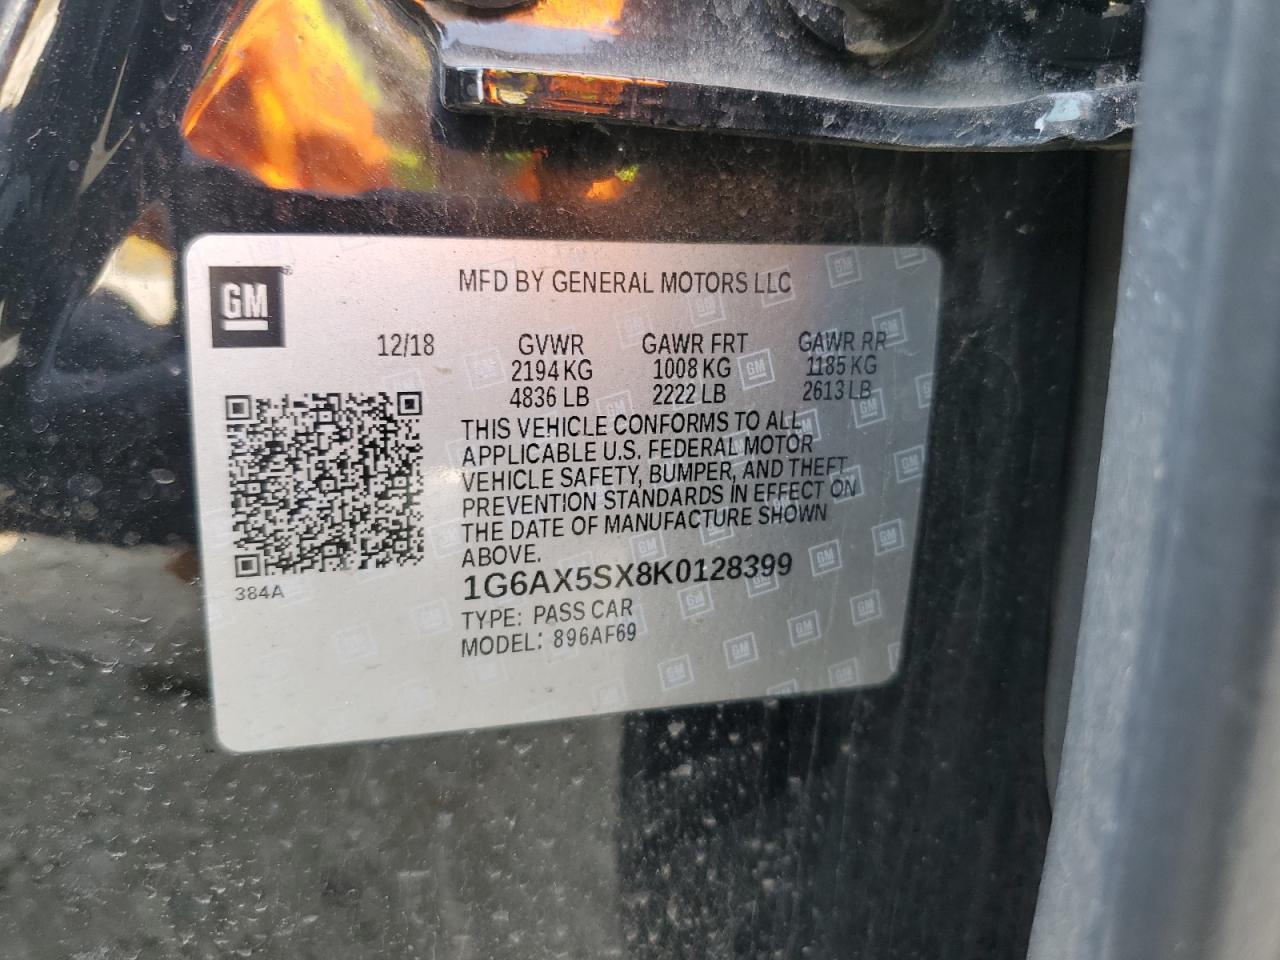 GM
MFD BY GENERAL MOTORS LLC
12/18 GVWR GAWR FRT GAWR RR
2194 KG 1008 KG 1185 KG
4836 LB 2222 LB 2613 LB
THIS VEHICLE CONFORMS TO ALL
APPLICABLE U.S. FEDERAL MOTOR
VEHICLE SAFETY, BUMPER, AND THEFT
PREVENTION STANDARDS IN EFFECT ON
THE DATE OF MANUFACTURE SHOWN
ABOVE.
384A
1G6AX5SX8K0128399
TYPE: PASS CAR
MODEL: 896AF69